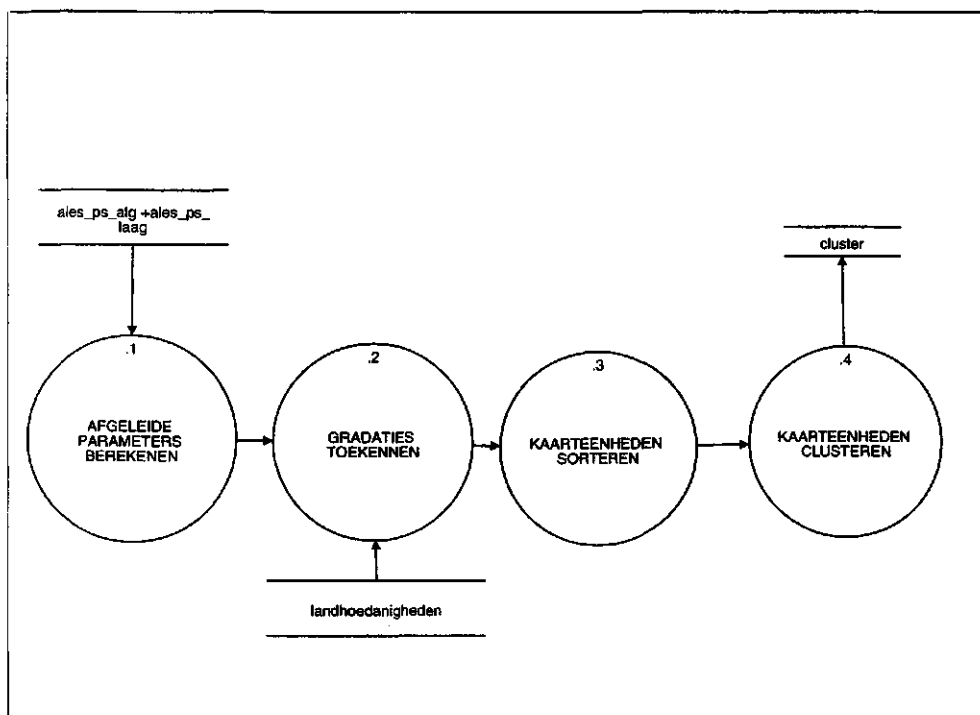 ales_ps_afg +ales_ps_
laag
cluster
.1
AFGELEIDE
PARAMETERS
BEREKENEN
.2
GRADATIES
TOEKENNEN
.3
KAARTEENHEDEN
SORTEREN
.4
KAARTEENHEDEN
CLUSTEREN
landhoedanigheden